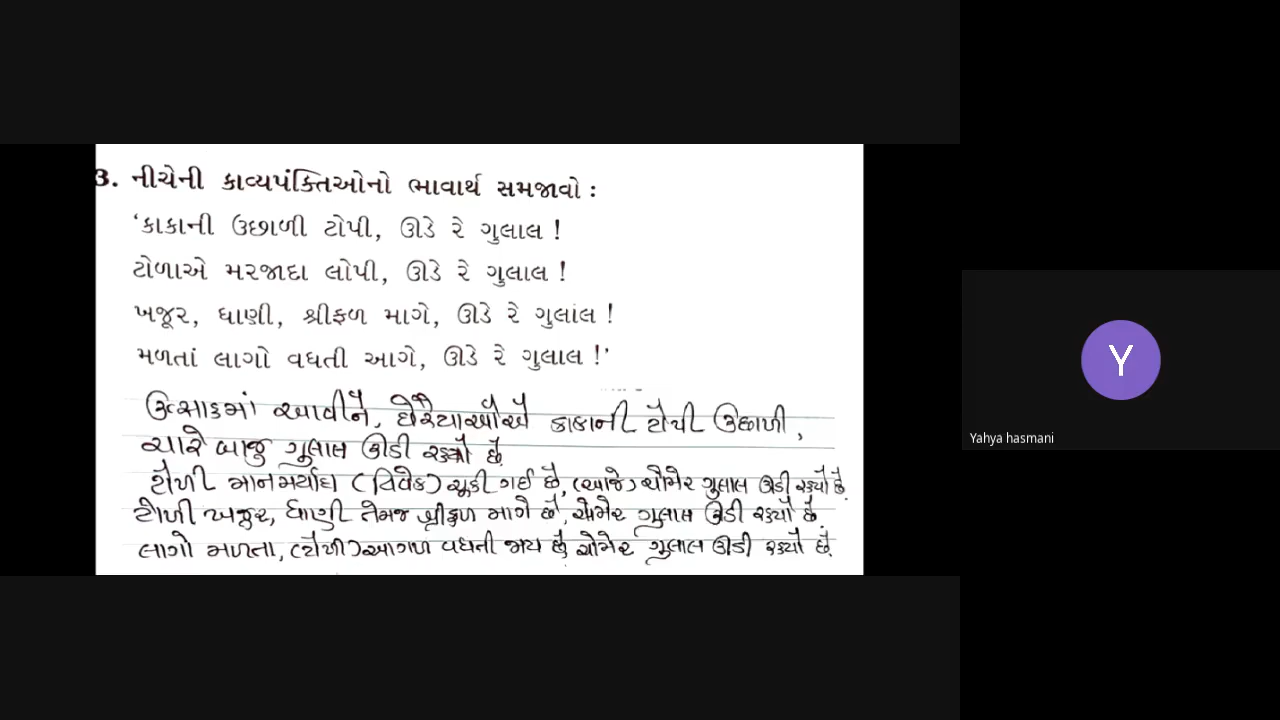 3. નીચેની કાવ્યપંક્તિઓનો ભાવાર્થ સમજાવો :
‘કાકાની ઉછાળી ટોપી, ઊડે રે ગુલાલ !
ટોળાએ મરજાદા લોપી, ઊડે રે ગુલાલ !
ખજૂર, ધાણી, શ્રીફળ માગે, ઊડે રે ગુલાલ !
મળતાં લાગો વધતી આગે, ઊડે રે ગુલાલ !’
ઉત્સાહમાં આવીને, ઘેરૈયાઓએ કાકાની ટોપી ઉછાળી,
ચારે બાજુ ગુલાલ ઊડી રહ્યો છે.
ટોળી માનમર્યાદા (વિવેક) ચૂકી ગઈ છે, (આજે) ચોમેર ગુલાલ ઊડી રહ્યો છે.
ટોળી ખજુર, ધાણી તેમજ શ્રીફળ માગે છે, ચોમેર ગુલાલ ઊડી રહ્યો છે.
લાગો મળતા, (ટોળી) આગળ વધતી જાય છે, ચોમેર ગુલાલ ઊડી રહ્યો છે.
Y
Yahya hasmani